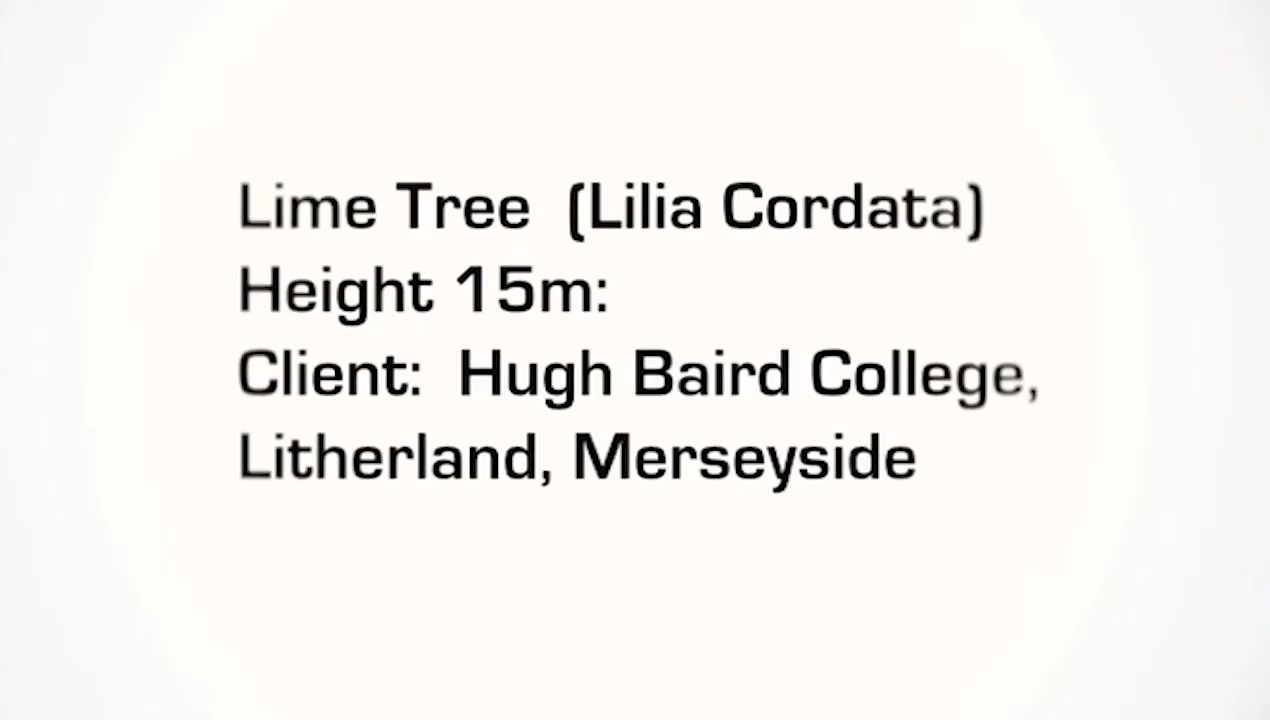 Lime Tree  (Lilia Cordata)
Height 15m:
Client:  Hugh Baird College,
Litherland, Merseyside